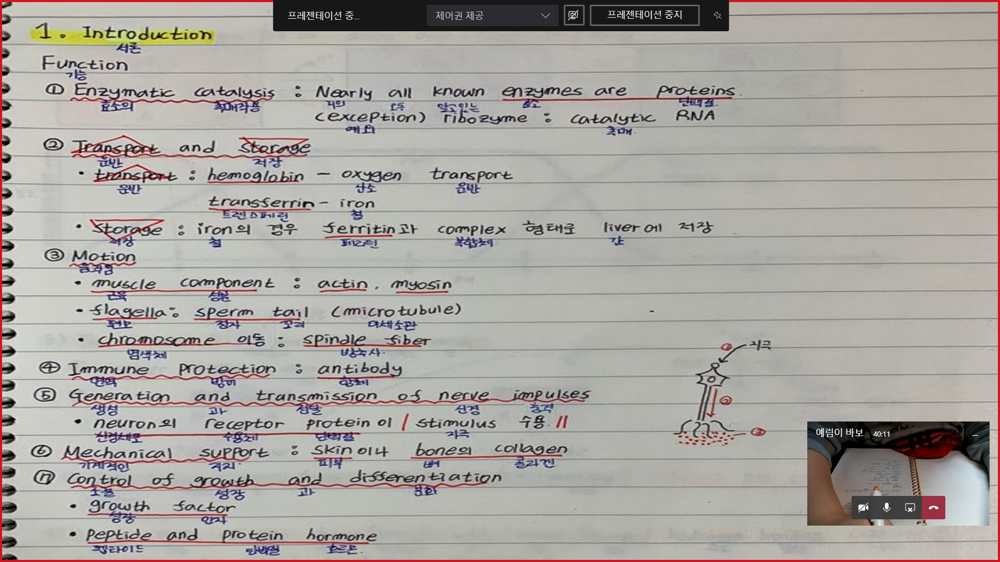 프레젠테이션 중...
제어권 제공
프레젠테이션 중지
1. Introduction
서론
Function
기능
① Enzymatic catalysis : Nearly all known enzymes are proteins.
효소의 촉매작용 거의 모두 알고있는 효소 단백질
(exception) ribozyme : catalytic RNA
예외 촉매
② Transport and Storage
운반 저장
• transport : hemoglobin - oxygen transport
운반 산소 운반
transferrin - iron
트렌스페린 철
• Storage : iron의 경우 ferritin과 complex 형태로 liver에 저장
저장 철 페리틴 복합체 간
③ Motion
움직임
• muscle component : actin, myosin
근육 성분
• flagella : sperm tail (microtubule)
편모 정자 꼬리 미세소관
• chromosome 이동 : spindle fiber
염색체 방추사
④ Immune protection : antibody
면역 방어 항체
⑤ Generation and transmission of nerve impulses
생성 과 전달 신경 충격
• neuron의 receptor protein이 / stimulus 수용. //
신경세포 수용체 단백질 자극
⑥ Mechanical support : skin이나 bone의 collagen
기계적인 지지 피부 뼈 콜라겐
⑦ Control of growth and differentiation
조절 성장 과 분화
• growth factor
성장 인자
• peptide and protein hormone
펩타이드 단백질 호르몬
① 자극
②
③
예림이 바보 40:11